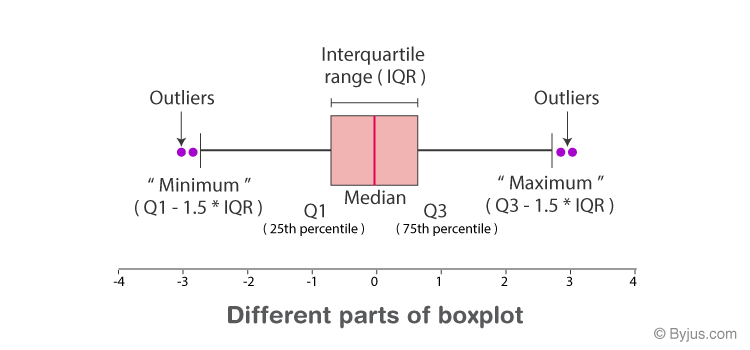 Interquartile
range ( IQR )
Outliers
Outliers
“ Minimum ”
( Q1 - 1.5 * IQR )
“ Maximum ”
( Q3 - 1.5 * IQR )
Median
Q1
( 25th percentile )
Q3
( 75th percentile )
-4 -3 -2 -1 0 1 2 3 4
Different parts of boxplot
© Byjus.com